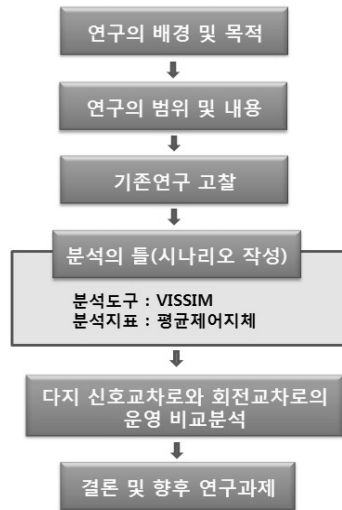 연구의 배경 및 목적
연구의 범위 및 내용
기존연구 고찰
분석의 틀(시나리오 작성)
분석도구 : VISSIM
분석지표 : 평균제어지체
다지 신호교차로와 회전교차로의
운영 비교분석
결론 및 향후 연구과제